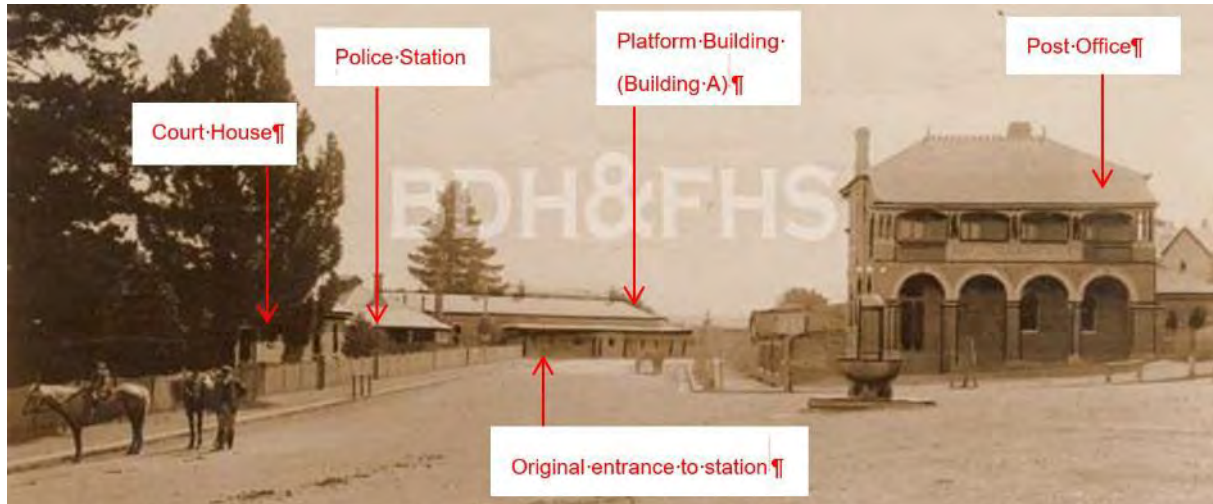 Police·Station
Platform·Building·
(Building·A)¶
Post·Office¶
Court·House¶
BDH&FHS
Original·entrance·to·station·¶